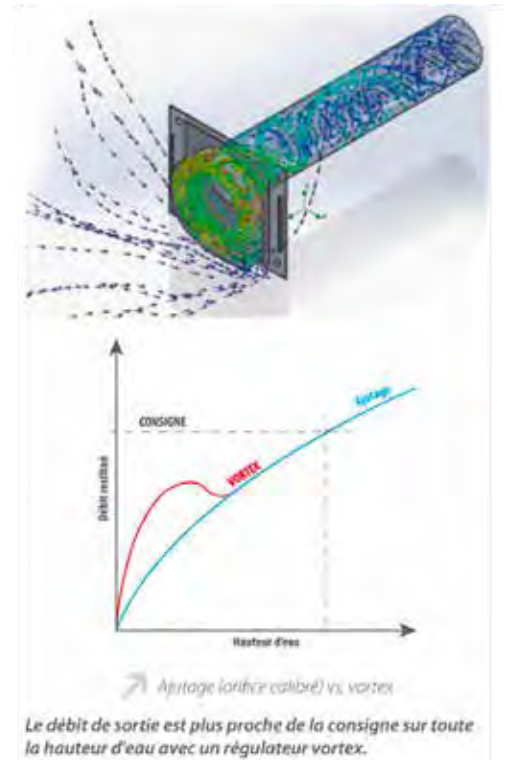 CONSIGNE
Ajutage
VORTEX
Débit restitué
Hauteur d'eau
Ajutage (orifice calibré) vs. vortex
Le débit de sortie est plus proche de la consigne sur toute
la hauteur d'eau avec un régulateur vortex.